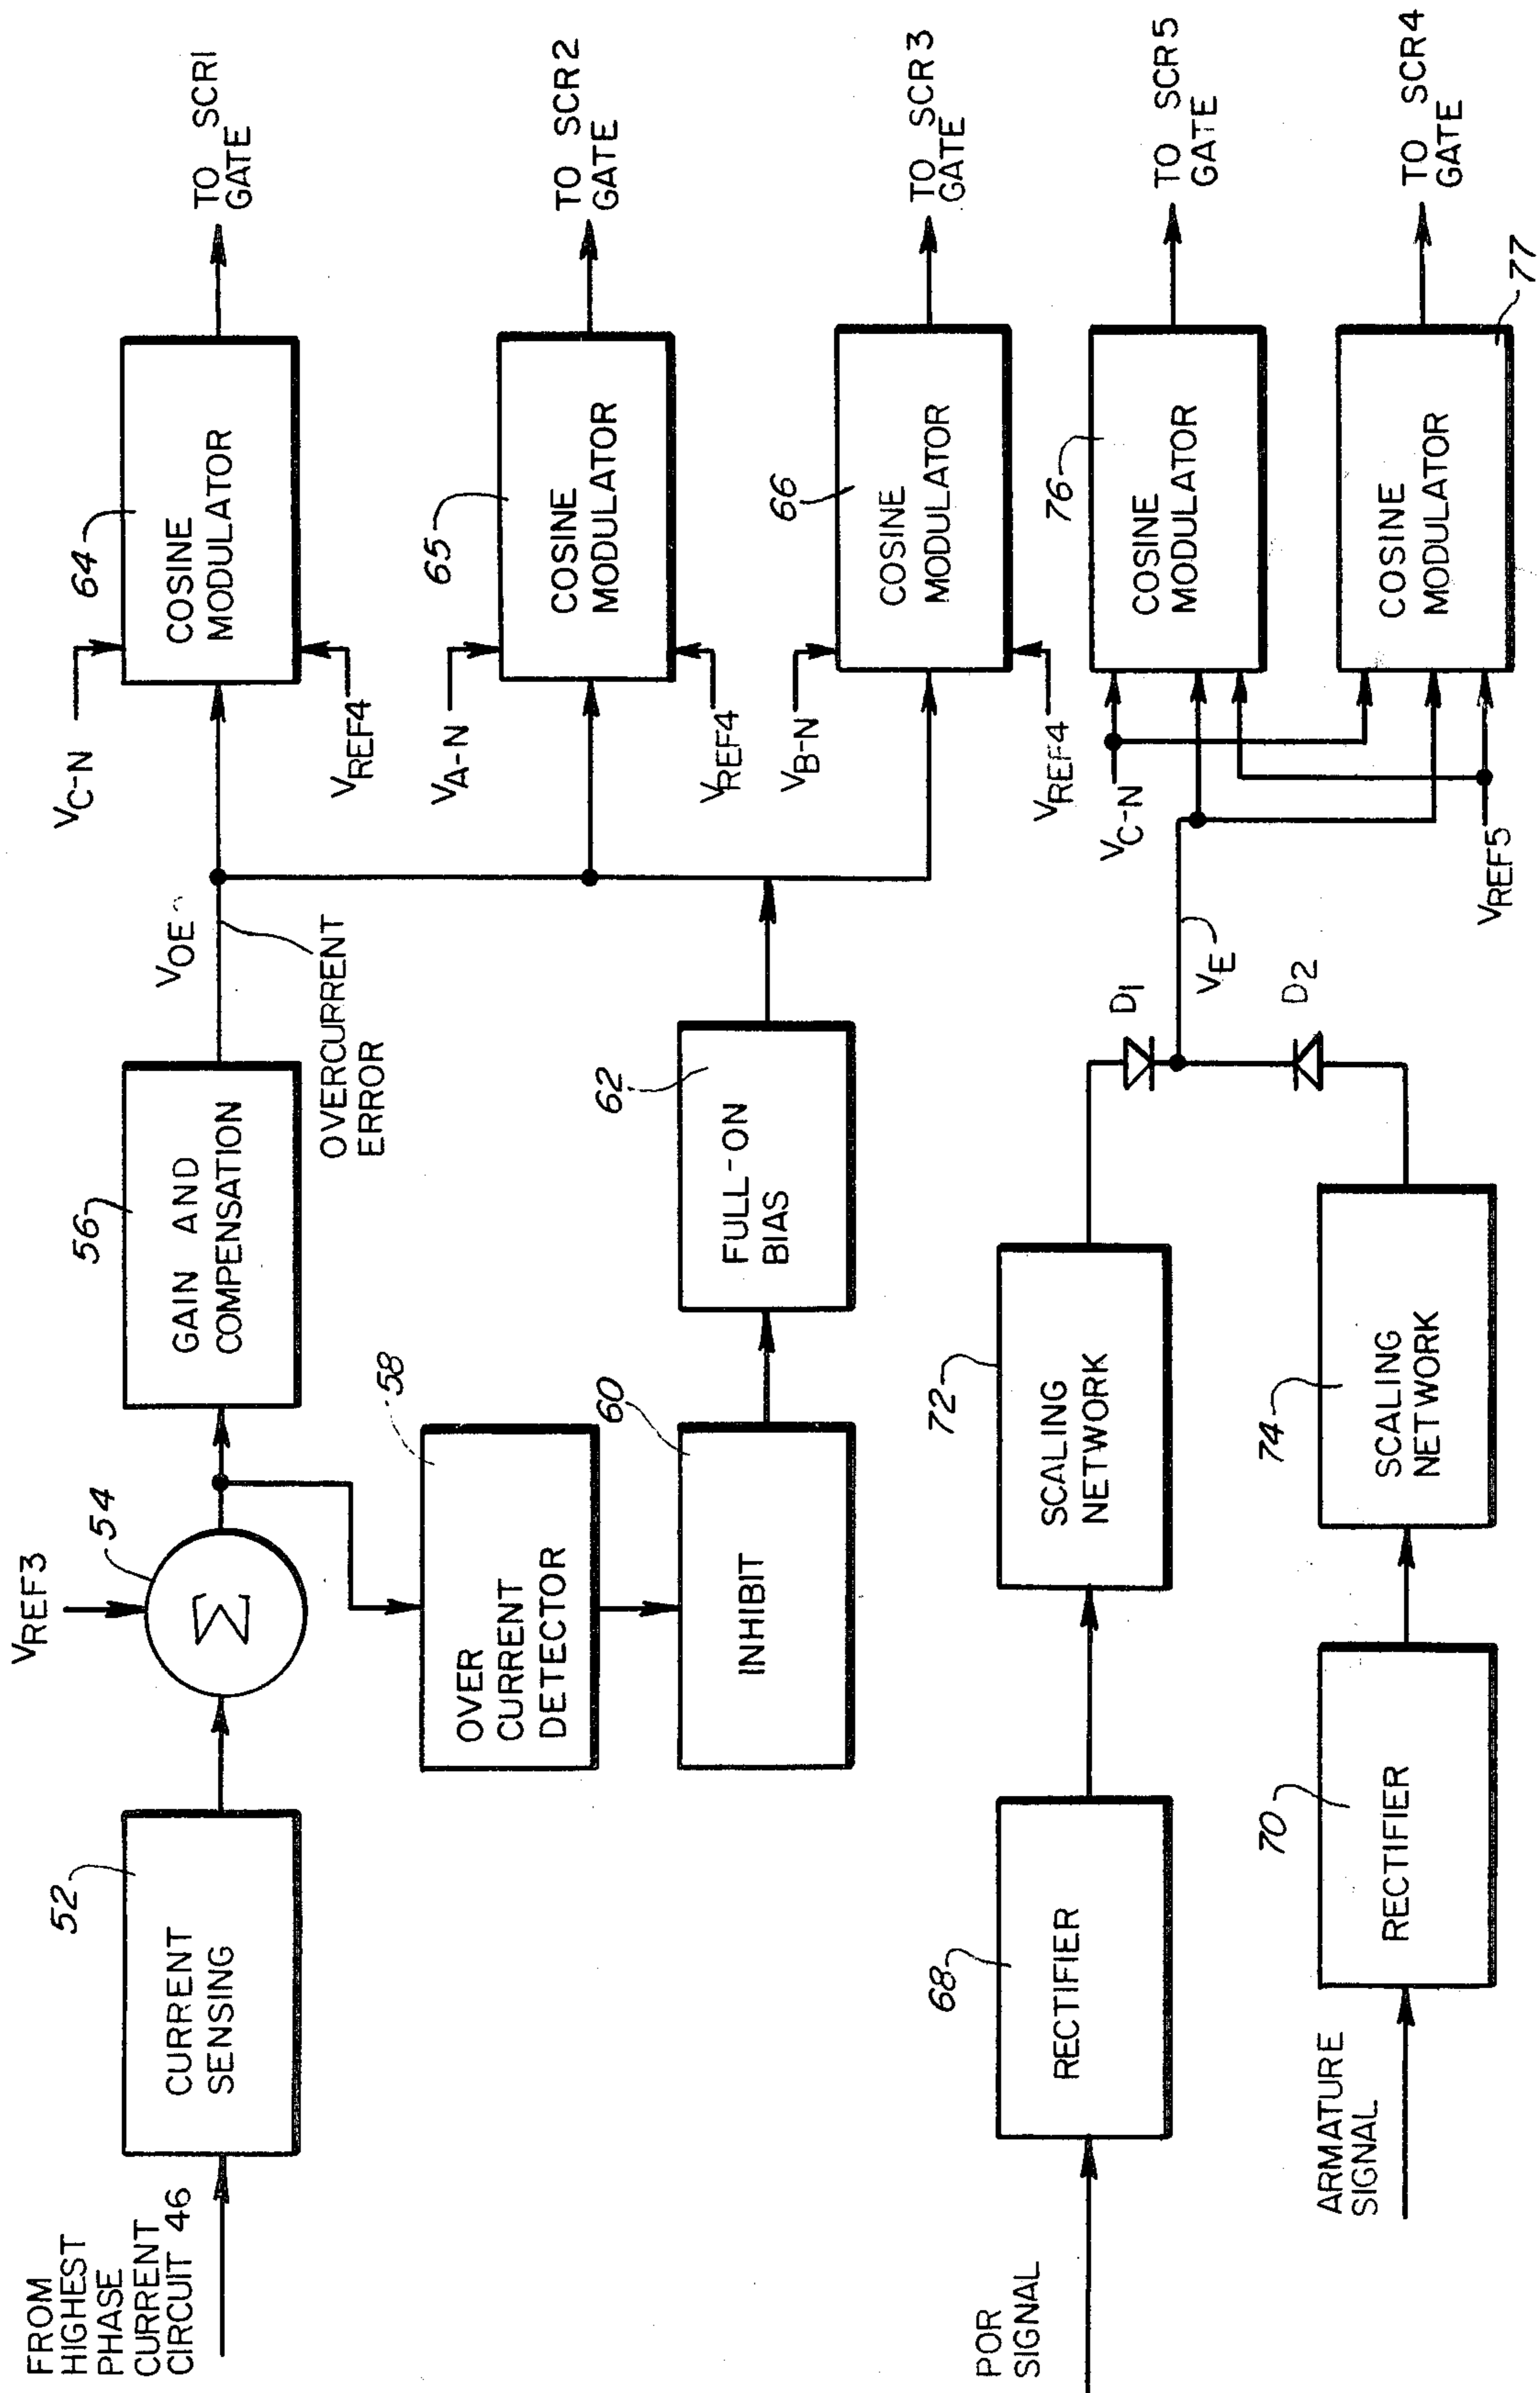 FROM
HIGHEST
PHASE
CURRENT
CIRCUIT 46
52
CURRENT
SENSING
VREF3
54
Σ
56
GAIN AND
COMPENSATION
VOE
OVERCURRENT
ERROR
VC-N
64
COSINE
MODULATOR
VREF4
TO SCR1
GATE
58
OVER
CURRENT
DETECTOR
VA-N
65
COSINE
MODULATOR
VREF4
TO SCR2
GATE
60
INHIBIT
62
FULL-ON
BIAS
VB-N
66
COSINE
MODULATOR
VREF4
TO SCR3
GATE
POR
SIGNAL
68
RECTIFIER
72
SCALING
NETWORK
D1
VE
VC-N
76
COSINE
MODULATOR
TO SCR5
GATE
ARMATURE
SIGNAL
70
RECTIFIER
74
SCALING
NETWORK
D2
VREF5
COSINE
MODULATOR
77
TO SCR4
GATE